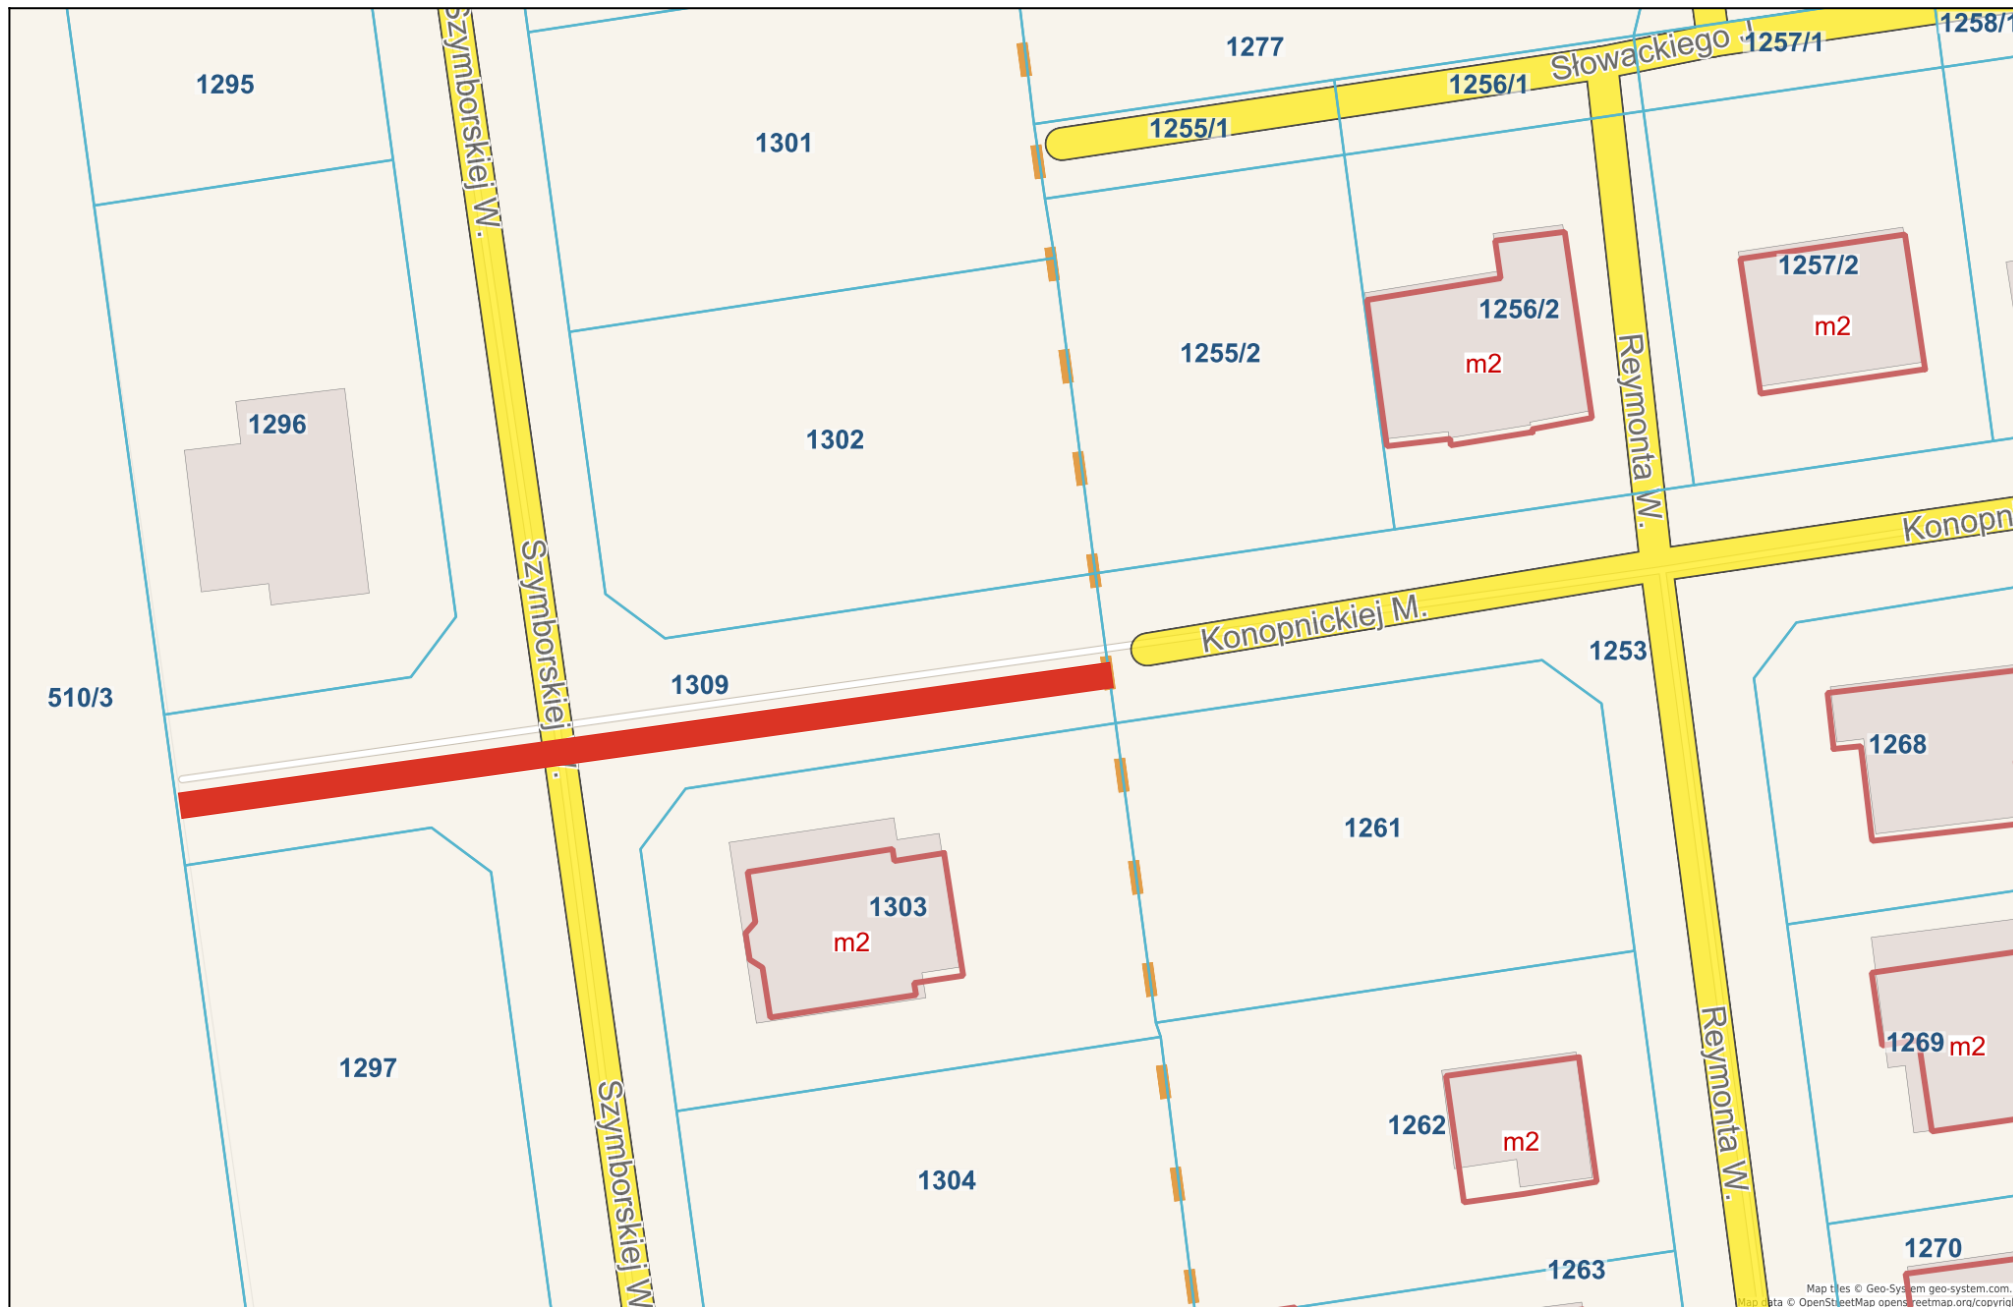 1258/1
1277
Słowackiego J.
1257/1
1295
1256/1
Szymborskiej W.
1255/1
1301
1257/2
1256/2
m2
1255/2
m2
1296
1302
Reymonta W.
Konopn
Konopnickiej M.
Szymborskiej W.
1253
1309
510/3
1268
1261
1303
m2
1297
1269
m2
1262
m2
Reymonta W.
1304
Szymborskiej W
1270
1263
Map tiles © Geo-System geo-system.com.
Map data © OpenStreetMap openstreetmap.org/copyright